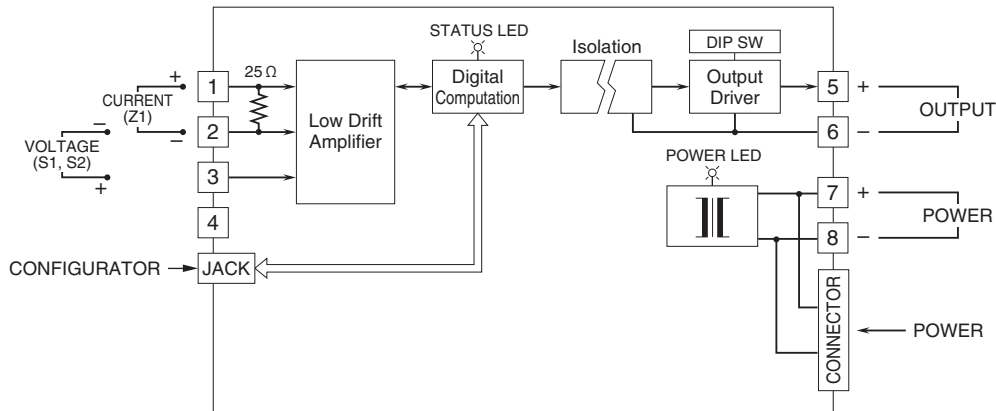 STATUS LED
Isolation
DIP SW
25 Ω
+
1
CURRENT
(Z1)
–
2
–
VOLTAGE
(S1, S2)
+
3
4
Low Drift
Amplifier
Digital
Computation
Output
Driver
5
+
OUTPUT
6
–
POWER LED
7
+
POWER
8
–
CONFIGURATOR
JACK
CONNECTOR
POWER